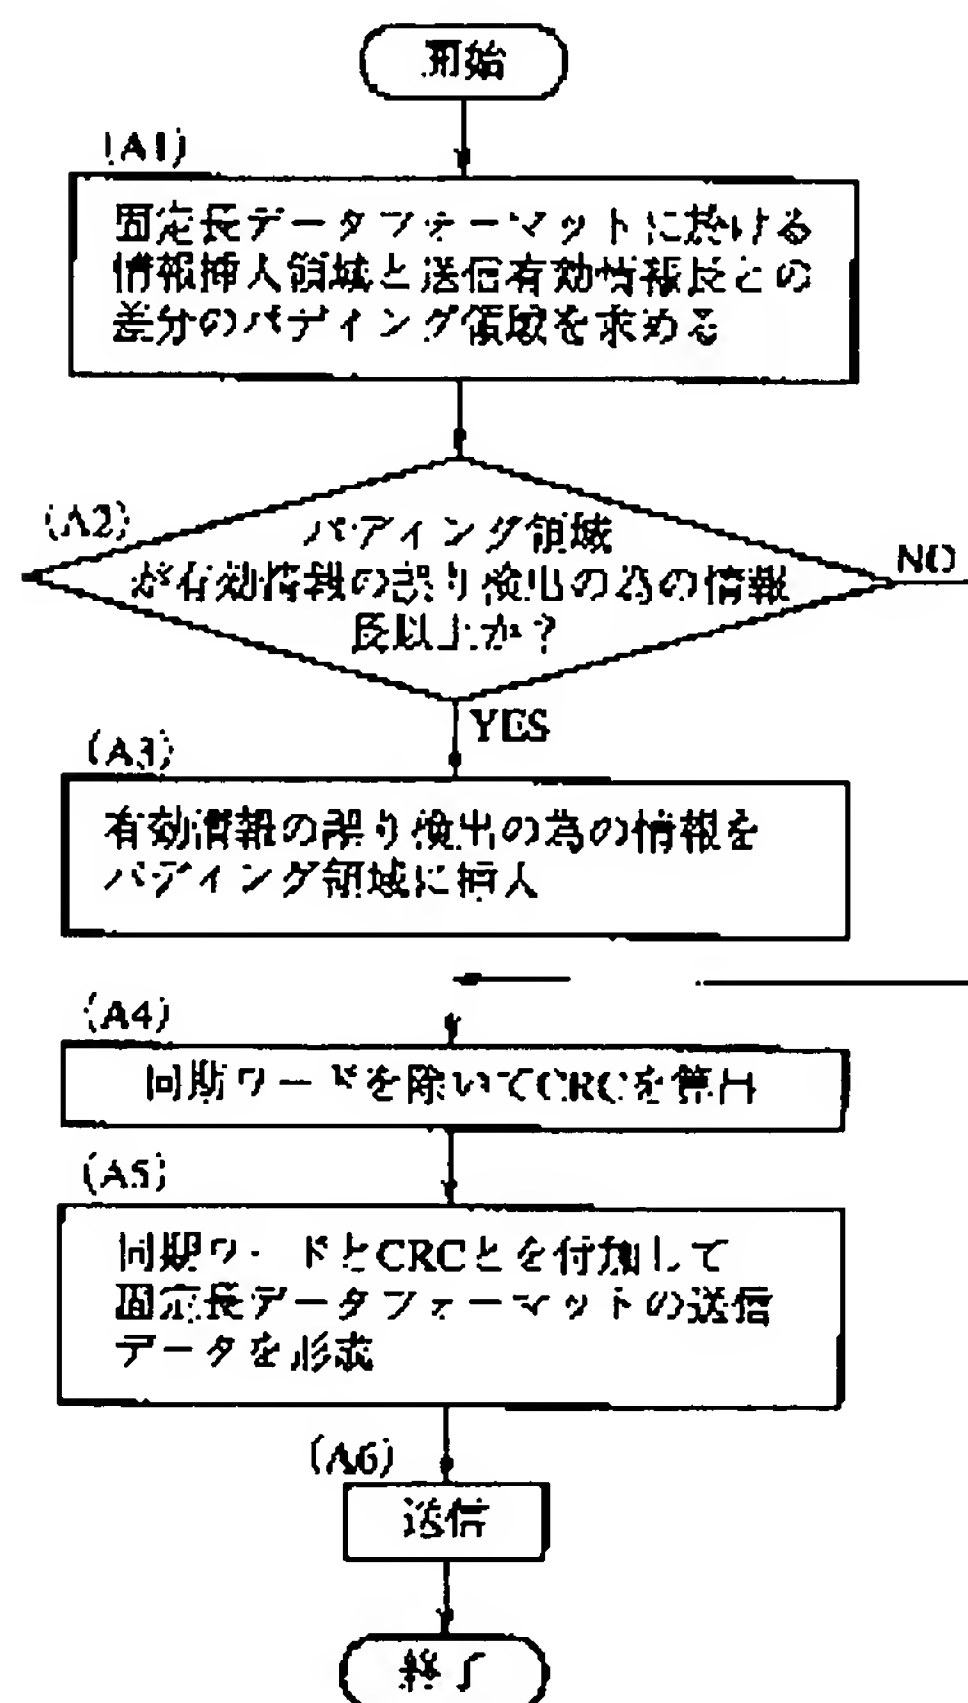 開始
(A1)
固定長データフォーマットに於ける
情報挿入領域と送信有効情報長との
差分のパディング領域を求める
(A2)
パディング領域
が有効情報の誤り検出の為の情報
長以上か?
NO
YES
(A3)
有効情報の誤り検出の為の情報を
パディング領域に挿入
(A4)
同期ワードを除いてCRCを算出
(A5)
同期ワードとCRCとを付加して
固定長データフォーマットの送信
データを形成
(A6)
送信
終了